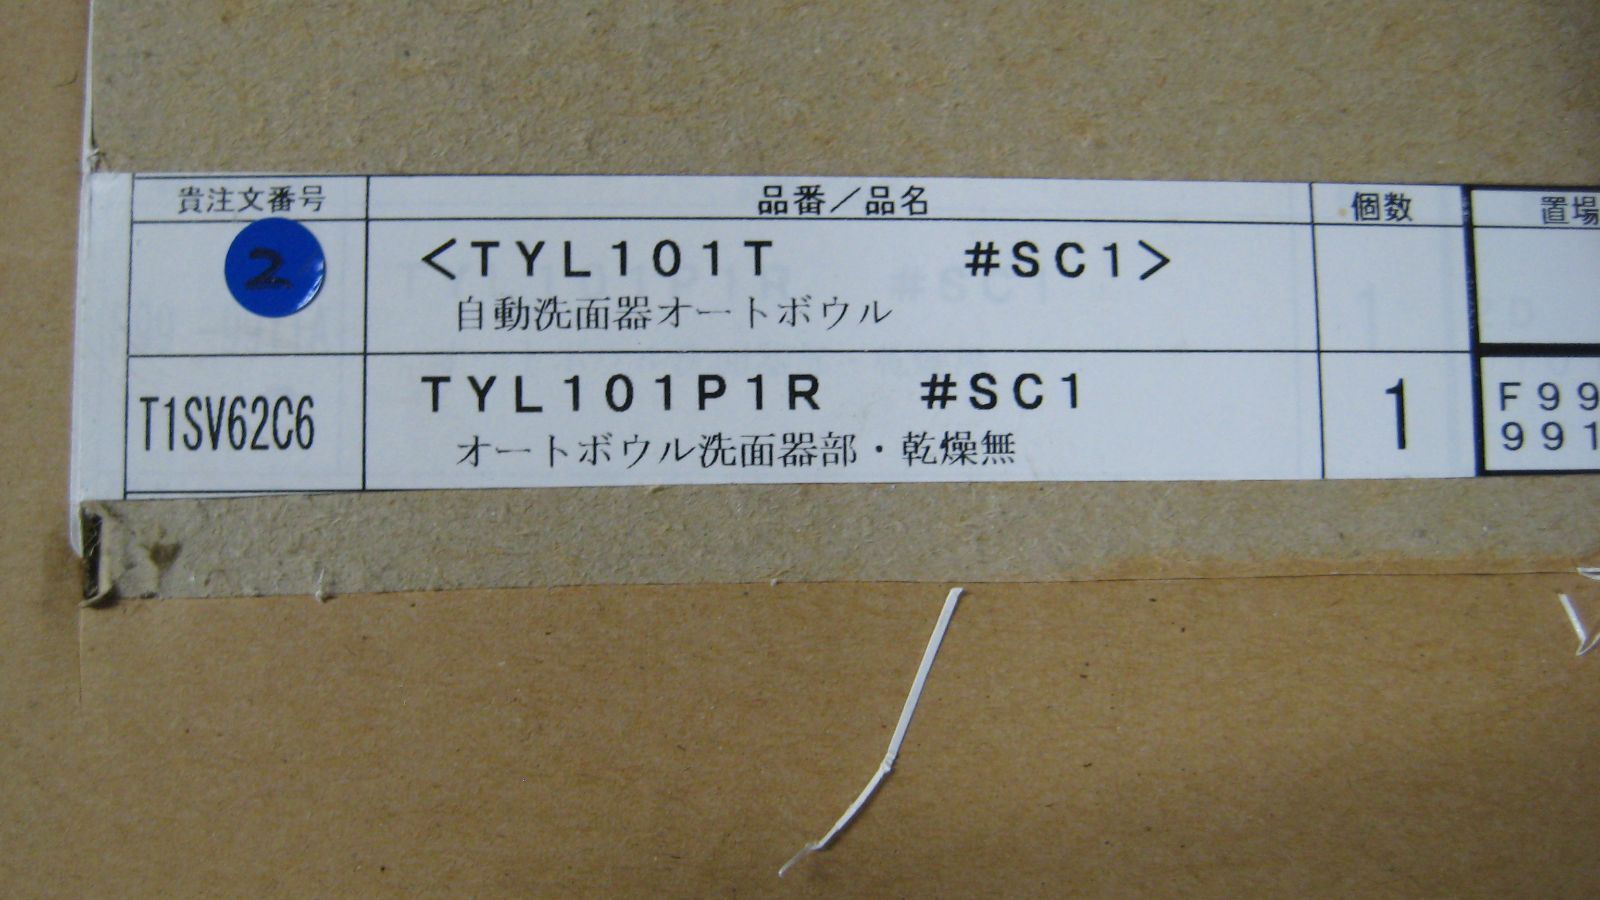 貴注文番号 品番／品名 個数 置場
2
＜TYL101T #SC1＞
自動洗面器オートボウル
T1SV62C6 TYL101P1R #SC1 1 F99
オートボウル洗面器部・乾燥無 991